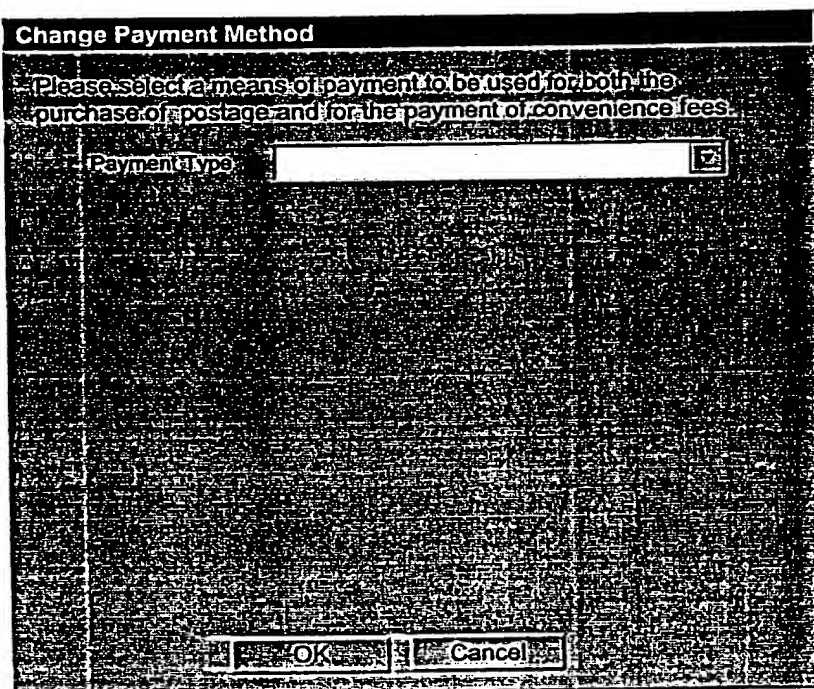 Change Payment Method
Please select a means of payment to be used for both the
purchase of postage and for the payment of convenience fees.
Payment Type
OK
Cancel